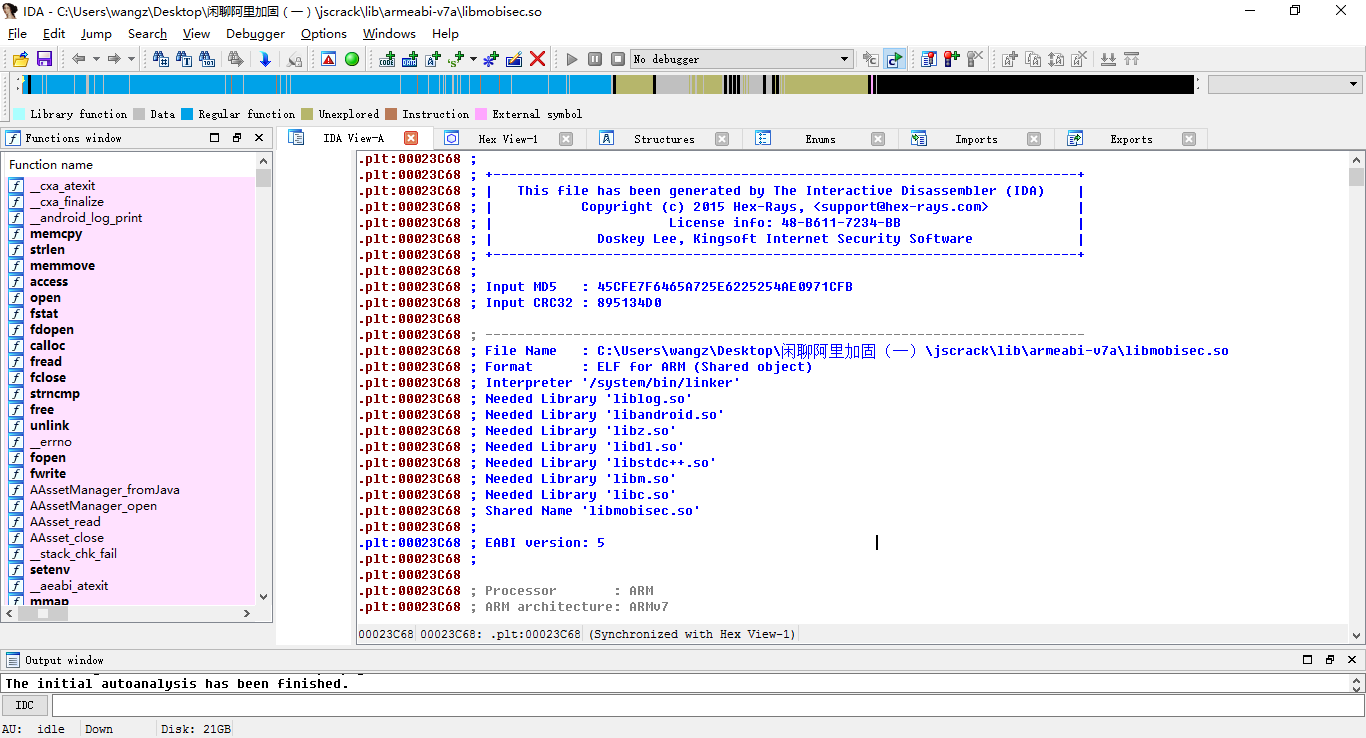 IDA - C:\Users\wangz\Desktop\闲聊阿里加固（一）\jscrack\lib\armeabi-v7a\libmobisec.so
File Edit Jump Search View Debugger Options Windows Help
No debugger
Library function Data Regular function Unexplored Instruction External symbol
Functions window
IDA View-A Hex View-1 Structures Enums Imports Exports
Function name
__cxa_atexit
__cxa_finalize
__android_log_print
memcpy
strlen
memmove
access
open
fstat
fdopen
calloc
fread
fclose
strncmp
free
unlink
__errno
fopen
fwrite
AAssetManager_fromJava
AAssetManager_open
AAsset_read
AAsset_close
__stack_chk_fail
setenv
__aeabi_atexit
mmap
.plt:00023C68 ;
.plt:00023C68 ; +-------------------------------------------------------------------------+
.plt:00023C68 ; |   This file has been generated by The Interactive Disassembler (IDA)    |
.plt:00023C68 ; |           Copyright (c) 2015 Hex-Rays, <support@hex-rays.com>           |
.plt:00023C68 ; |                      License info: 48-B611-7234-BB                      |
.plt:00023C68 ; |             Doskey Lee, Kingsoft Internet Security Software             |
.plt:00023C68 ; +-------------------------------------------------------------------------+
.plt:00023C68 ;
.plt:00023C68 ; Input MD5   : 45CFE7F6465A725E6225254AE0971CFB
.plt:00023C68 ; Input CRC32 : 895134D0
.plt:00023C68
.plt:00023C68 ; ---------------------------------------------------------------------------
.plt:00023C68 ; File Name   : C:\Users\wangz\Desktop\闲聊阿里加固（一）\jscrack\lib\armeabi-v7a\libmobisec.so
.plt:00023C68 ; Format      : ELF for ARM (Shared object)
.plt:00023C68 ; Interpreter '/system/bin/linker'
.plt:00023C68 ; Needed Library 'liblog.so'
.plt:00023C68 ; Needed Library 'libandroid.so'
.plt:00023C68 ; Needed Library 'libz.so'
.plt:00023C68 ; Needed Library 'libdl.so'
.plt:00023C68 ; Needed Library 'libstdc++.so'
.plt:00023C68 ; Needed Library 'libm.so'
.plt:00023C68 ; Needed Library 'libc.so'
.plt:00023C68 ; Shared Name 'libmobisec.so'
.plt:00023C68 ;
.plt:00023C68 ; EABI version: 5
.plt:00023C68 ;
.plt:00023C68
.plt:00023C68 ; Processor       : ARM
.plt:00023C68 ; ARM architecture: ARMv7
00023C68 00023C68: .plt:00023C68 (Synchronized with Hex View-1)
Output window
The initial autoanalysis has been finished.
IDC
AU: idle Down Disk: 21GB